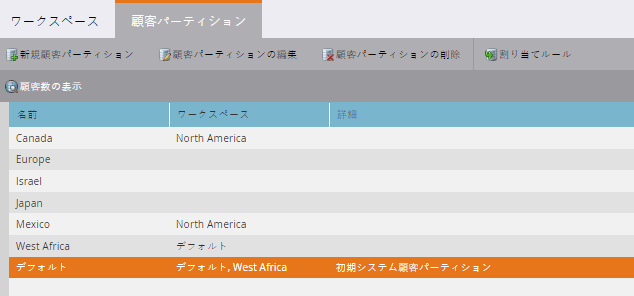 ワークスペース 顧客パーティション
新規顧客パーティション 顧客パーティションの編集 顧客パーティションの削除 割り当てルール
顧客数の表示
名前 ワークスペース 詳細
Canada North America
Europe
Israel
Japan
Mexico North America
West Africa デフォルト
デフォルト デフォルト, West Africa 初期システム顧客パーティション